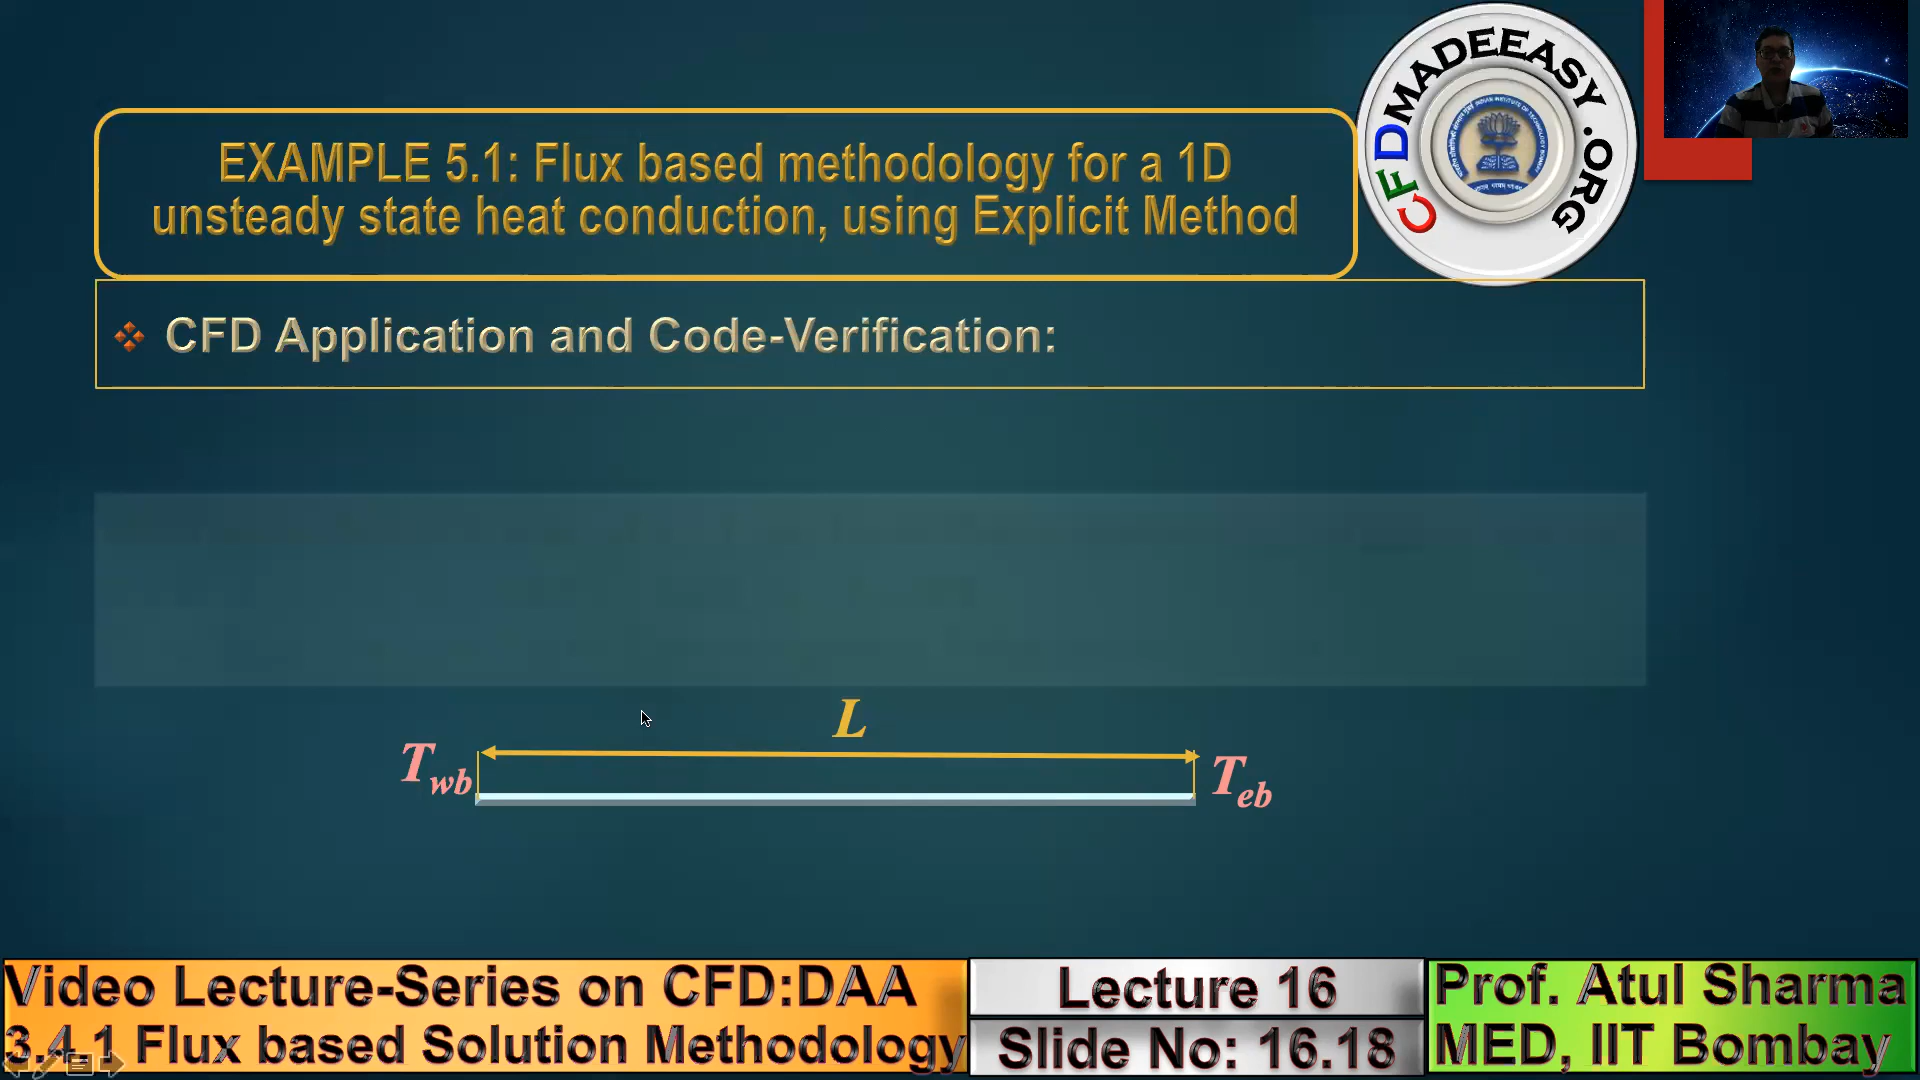 EXAMPLE 5.1: Flux based methodology for a 1D
unsteady state heat conduction, using Explicit Method
CFDMADEEASY.ORG
CFD Application and Code-Verification:
L
T_wb
T_eb
Video Lecture-Series on CFD:DAA
3.4.1 Flux based Solution Methodology
Lecture 16
Slide No: 16.18
Prof. Atul Sharma
MED, IIT Bombay